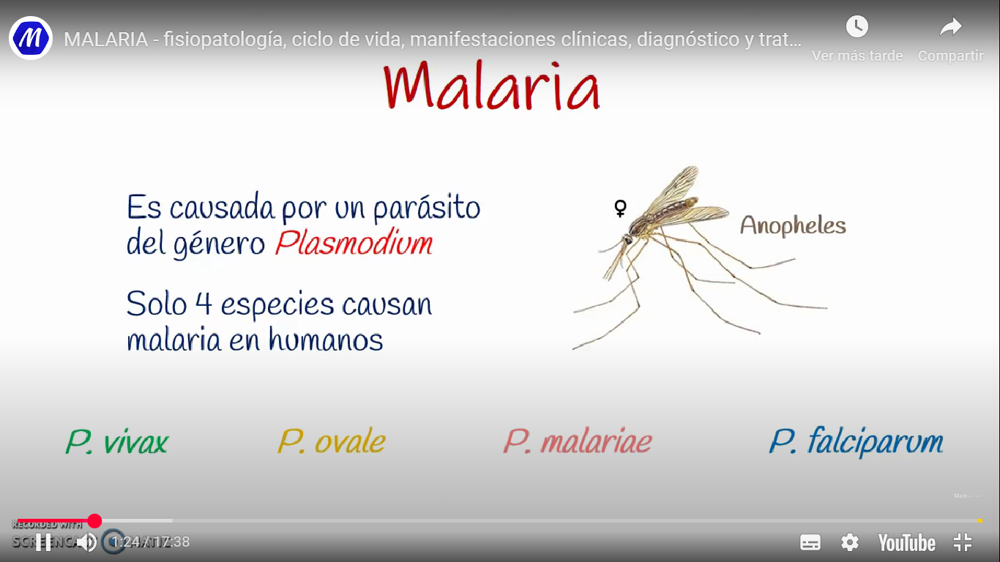 MALARIA - fisiopatología, ciclo de vida, manifestaciones clínicas, diagnóstico y trat...
Ver más tarde
Compartir
Malaria
Es causada por un parásito
del género Plasmodium
♀
Anopheles
Solo 4 especies causan
malaria en humanos
P. vivax
P. ovale
P. malariae
P. falciparum
RECORDED WITH
1:24 / 17:38
YouTube